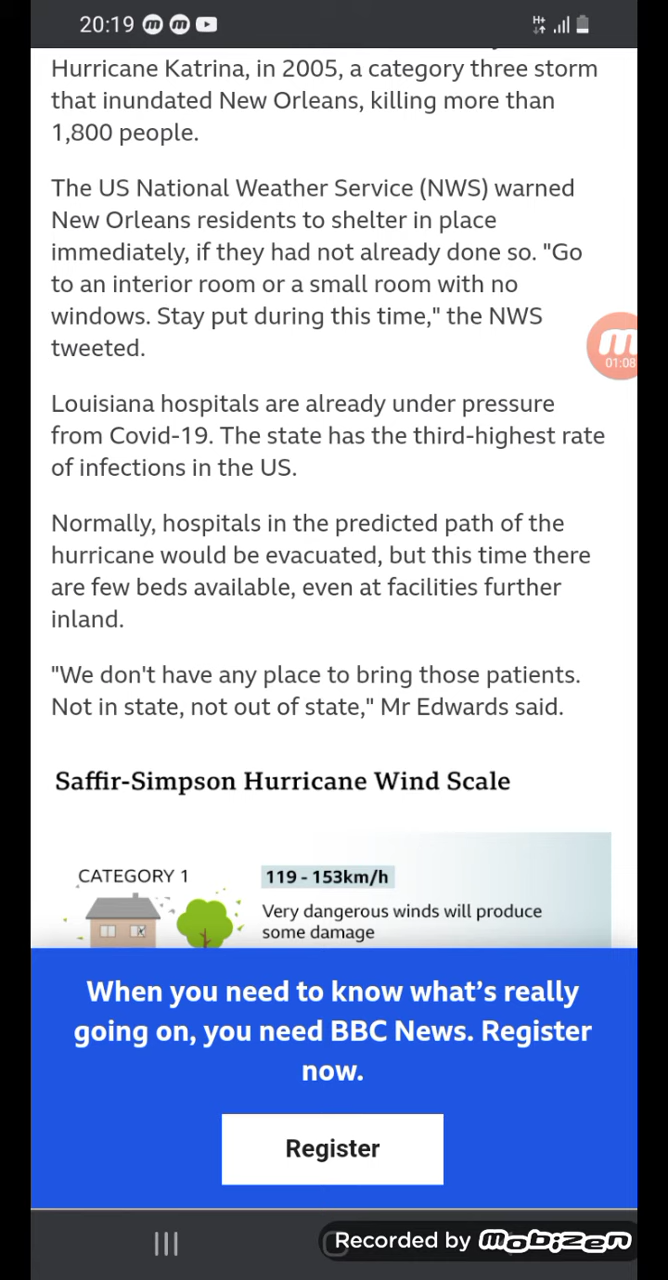 20:19
Hurricane Katrina, in 2005, a category three storm
that inundated New Orleans, killing more than
1,800 people.
The US National Weather Service (NWS) warned
New Orleans residents to shelter in place
immediately, if they had not already done so. "Go
to an interior room or a small room with no
windows. Stay put during this time," the NWS
tweeted.
01:08
Louisiana hospitals are already under pressure
from Covid-19. The state has the third-highest rate
of infections in the US.
Normally, hospitals in the predicted path of the
hurricane would be evacuated, but this time there
are few beds available, even at facilities further
inland.
"We don't have any place to bring those patients.
Not in state, not out of state," Mr Edwards said.
Saffir-Simpson Hurricane Wind Scale
CATEGORY 1
119 - 153km/h
Very dangerous winds will produce
some damage
When you need to know what’s really
going on, you need BBC News. Register
now.
Register
Recorded by mobizen